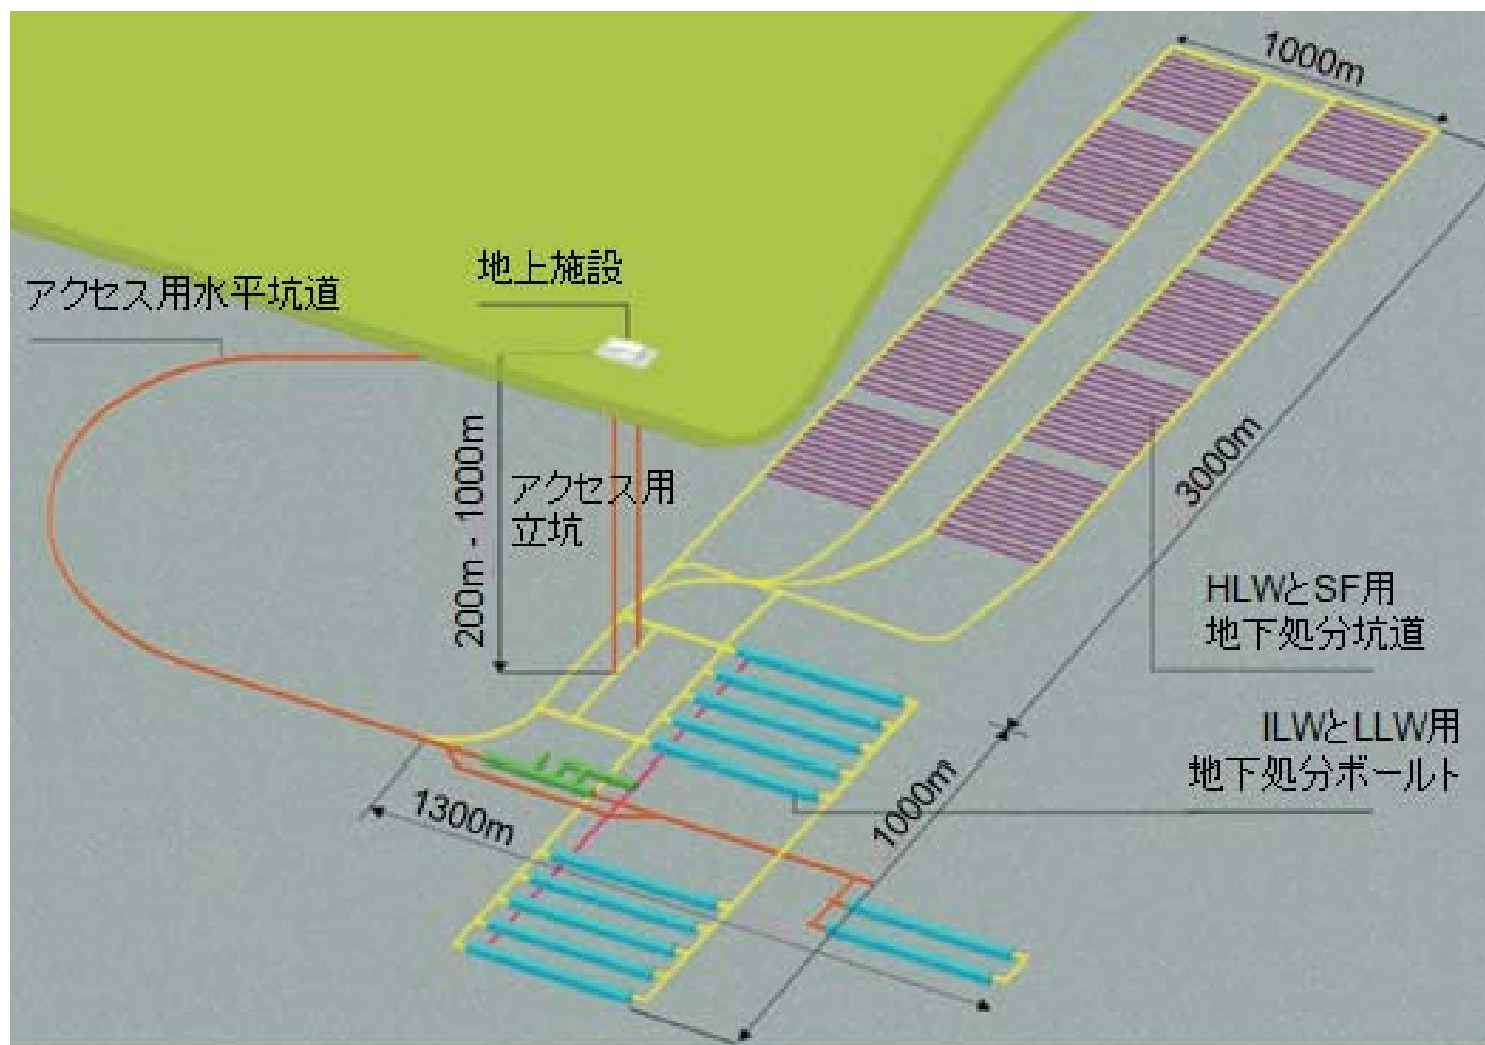 1000m
地上施設
アクセス用水平坑道
200m - 1000m
アクセス用
立坑
3000m
HLWとSF用
地下処分坑道
ILWとLLW用
地下処分ボールト
1300m
1000m